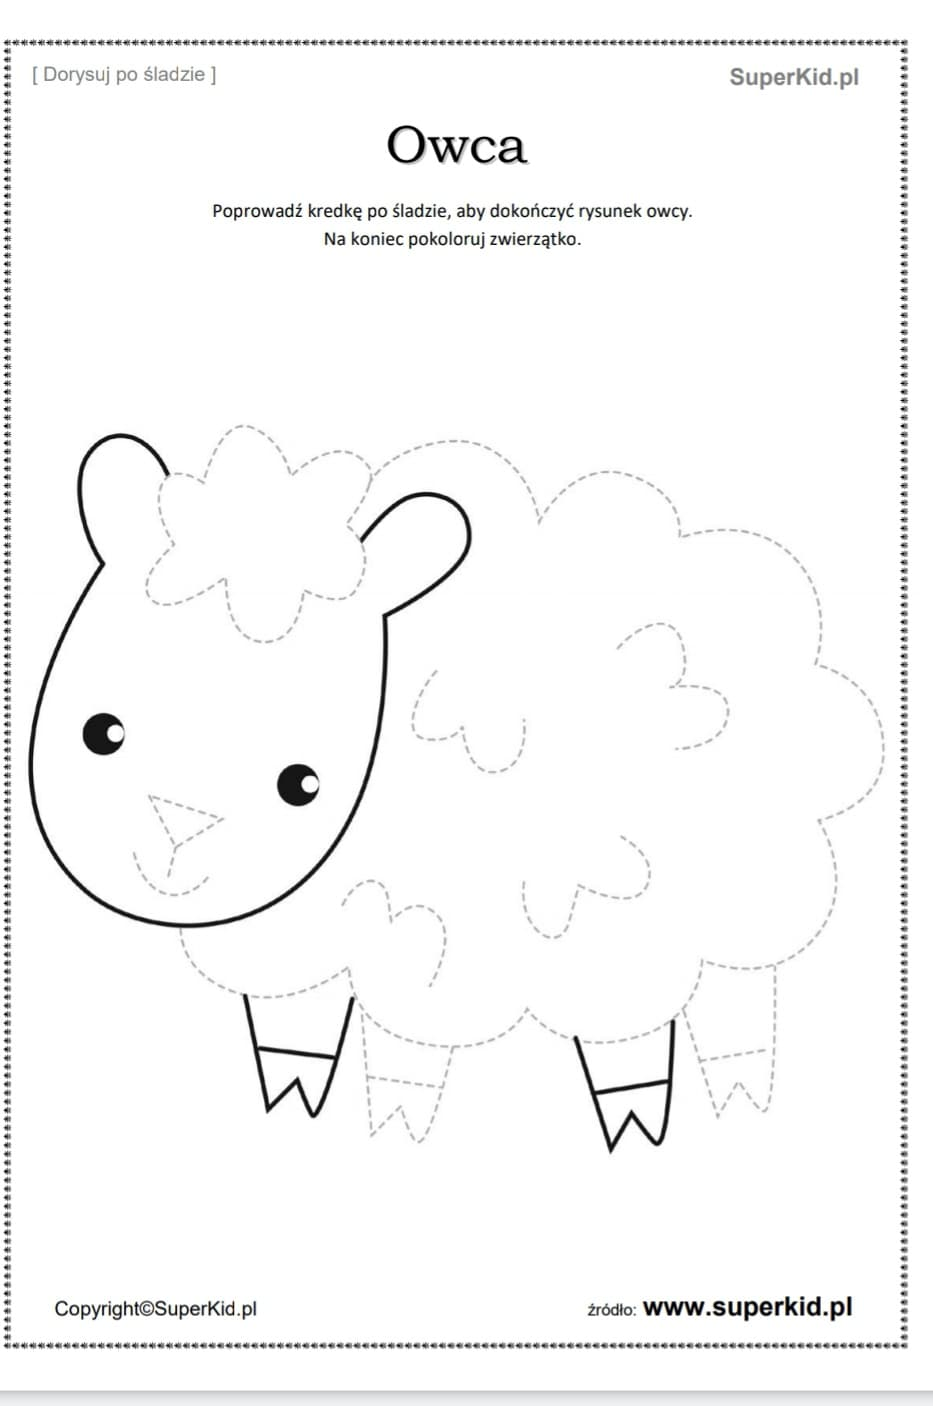 [ Dorysuj po śladzie ]
SuperKid.pl
Owca
Poprowadź kredkę po śladzie, aby dokończyć rysunek owcy.
Na koniec pokoloruj zwierzątko.
Copyright©SuperKid.pl
źródło: www.superkid.pl